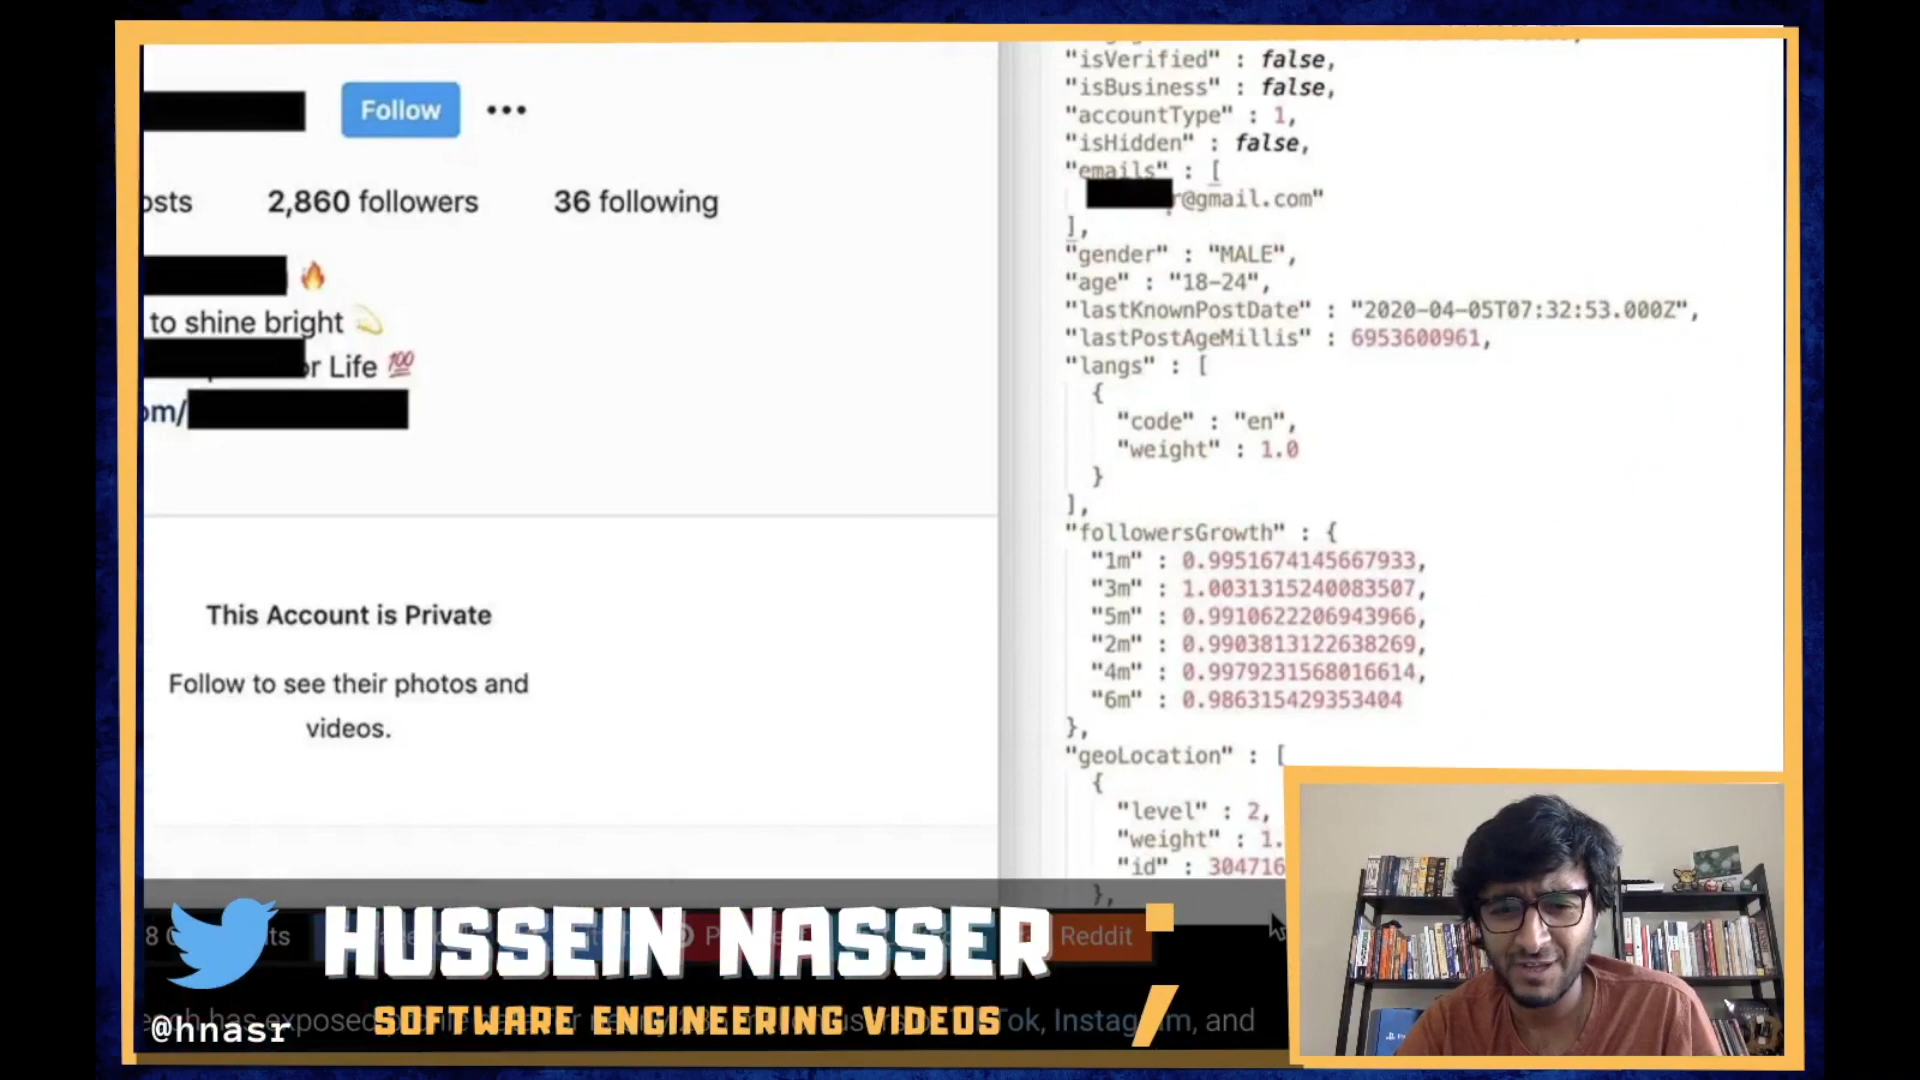 Follow
2,860 followers
36 following
to shine bright
or Life 💯
om/
This Account is Private
Follow to see their photos and
videos.
"isVerified" : false,
"isBusiness" : false,
"accountType" : 1,
"isHidden" : false,
"emails" : [
r@gmail.com"
],
"gender" : "MALE",
"age" : "18-24",
"lastKnownPostDate" : "2020-04-05T07:32:53.000Z",
"lastPostAgeMillis" : 6953600961,
"langs" : [
{
"code" : "en",
"weight" : 1.0
}
],
"followersGrowth" : {
"1m" : 0.9951674145667933,
"3m" : 1.0031315240083507,
"5m" : 0.9910622206943966,
"2m" : 0.9903813122638269,
"4m" : 0.9979231568016614,
"6m" : 0.986315429353404
},
"geoLocation" : [
{
"level" : 2,
"weight" : 1.
"id" : 304716
},
Reddit
HUSSEIN NASSER
SOFTWARE ENGINEERING VIDEOS
@hnasr
has exposed
Tok, Instagram, and